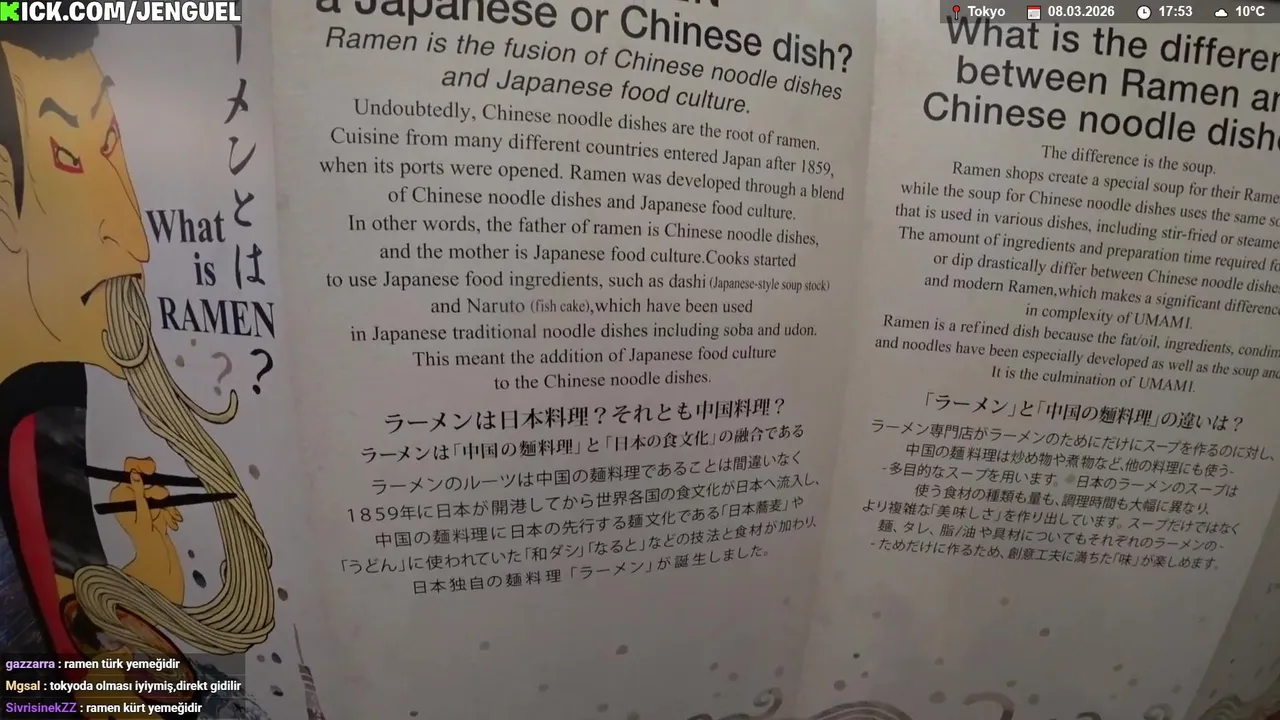 KICK.COM/JENGUEL
Tokyo 08.03.2026 17:53 10°C
ーメンとは
What
is
RAMEN
?
?
a Japanese or Chinese dish?
Ramen is the fusion of Chinese noodle dishes
and Japanese food culture.
Undoubtedly, Chinese noodle dishes are the root of ramen.
Cuisine from many different countries entered Japan after 1859,
when its ports were opened. Ramen was developed through a blend
of Chinese noodle dishes and Japanese food culture.
In other words, the father of ramen is Chinese noodle dishes,
and the mother is Japanese food culture.Cooks started
to use Japanese food ingredients, such as dashi (Japanese-style soup stock)
and Naruto (fish cake),which have been used
in Japanese traditional noodle dishes including soba and udon.
This meant the addition of Japanese food culture
to the Chinese noodle dishes.
ラーメンは日本料理？それとも中国料理？
ラーメンは「中国の麺料理」と「日本の食文化」の融合である
ラーメンのルーツは中国の麺料理であることは間違いなく
1859年に日本が開港してから世界各国の食文化が日本へ流入し、
中国の麺料理に日本の先行する麺文化である「日本蕎麦」や
「うどん」に使われていた「和ダシ」「なると」などの技法と食材が加わり、
日本独自の麺料理「ラーメン」が誕生しました。
What is the differen
between Ramen an
Chinese noodle dish
The difference is the soup.
Ramen shops create a special soup for their Rame
while the soup for Chinese noodle dishes uses the same so
that is used in various dishes, including stir-fried or steame
The amount of ingredients and preparation time required fo
or dip drastically differ between Chinese noodle dishe
and modern Ramen,which makes a significant difference
in complexity of UMAMI.
Ramen is a refined dish because the fat/oil, ingredients, condim
and noodles have been especially developed as well as the soup and
It is the culmination of UMAMI.
「ラーメン」と「中国の麺料理」の違いは？
ラーメン専門店がラーメンのためにだけにスープを作るのに対し、
中国の麺料理は炒め物や煮物など、他の料理にも使う
多目的なスープを用います。日本のラーメンのスープは
使う食材の種類も量も、調理時間も大幅に異なり、
より複雑な「美味しさ」を作り出しています。スープだけではなく
麺、タレ、脂/油や具材についてもそれぞれのラーメンの
ためだけに作るため、創意工夫に満ちた「味」が楽しめます。
gazzarra : ramen türk yemeğidir
Mgsal : tokyoda olması iyiymiş,direkt gidilir
SivrisinekZZ : ramen kürt yemeğidir